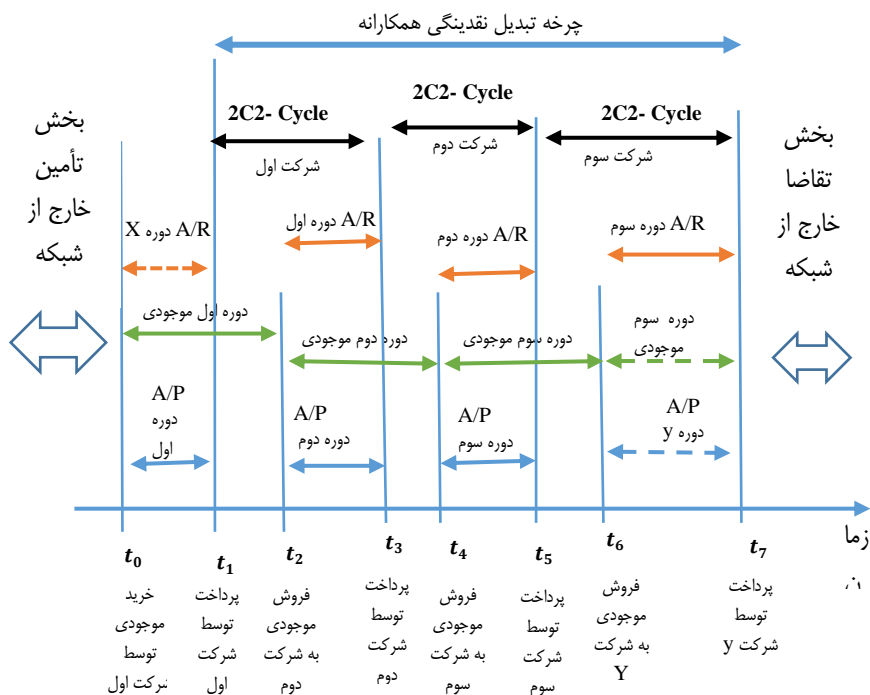 چرخه تبدیل نقدینگی همکارانه
2C2- Cycle
شرکت اول
2C2- Cycle
شرکت دوم
2C2- Cycle
شرکت سوم
بخش
تأمین
خارج از
شبکه
بخش
تقاضا
خارج از
شبکه
A/R دوره X
A/R دوره اول
A/R دوره دوم
A/R دوره سوم
دوره اول موجودی
دوره دوم موجودی
دوره سوم موجودی
دوره سوم
موجودی
A/P
دوره
اول
A/P
دوره دوم
A/P
دوره سوم
A/P
دوره y
زما
t0
خرید
موجودی
توسط
شرکت اول
t1
پرداخت
توسط
شرکت
اول
t2
فروش
موجودی
به شرکت
دوم
t3
پرداخت
توسط
شرکت
دوم
t4
فروش
موجودی
به شرکت
سوم
t5
پرداخت
توسط
شرکت
سوم
t6
فروش
موجودی
به شرکت
Y
t7
پرداخت
توسط
شرکت y